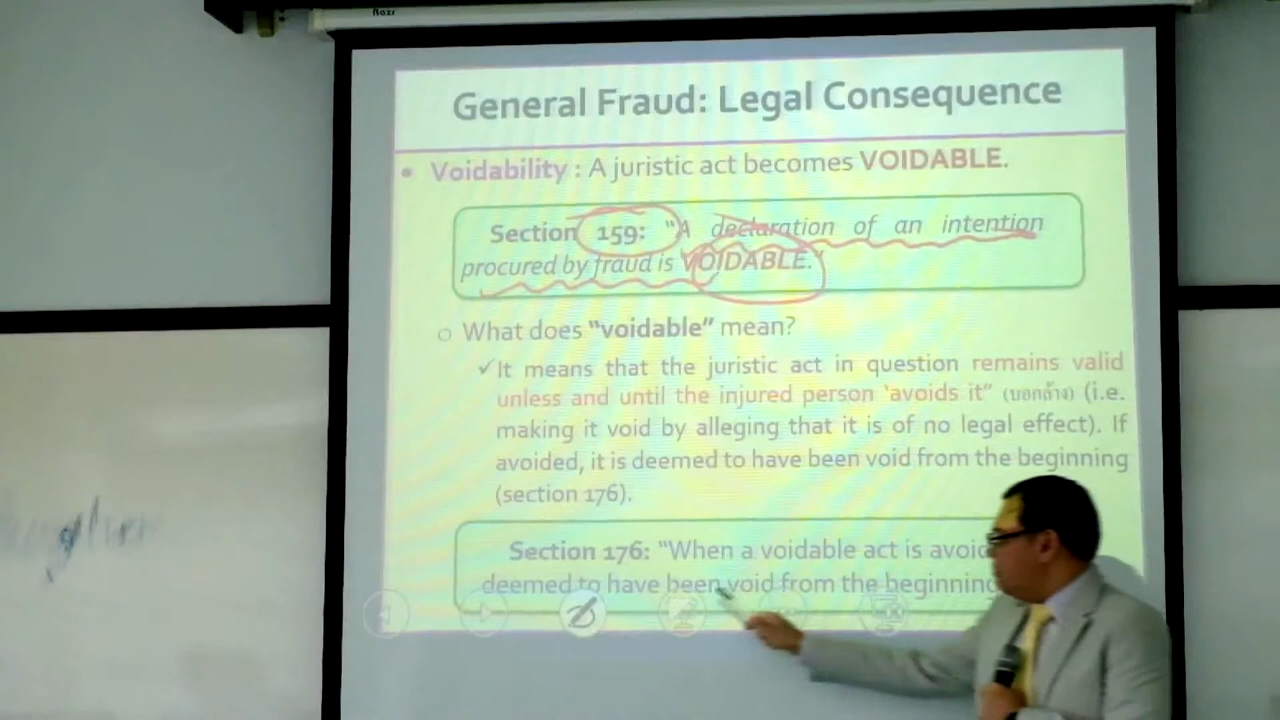 General Fraud: Legal Consequence
• Voidability : A juristic act becomes VOIDABLE.
Section 159: "A declaration of an intention
procured by fraud is VOIDABLE."
o What does "voidable" mean?
✓It means that the juristic act in question remains valid
unless and until the injured person 'avoids it" (บอกล้าง) (i.e.
making it void by alleging that it is of no legal effect). If
avoided, it is deemed to have been void from the beginning
(section 176).
Section 176: "When a voidable act is
deemed to have been void from the beginning